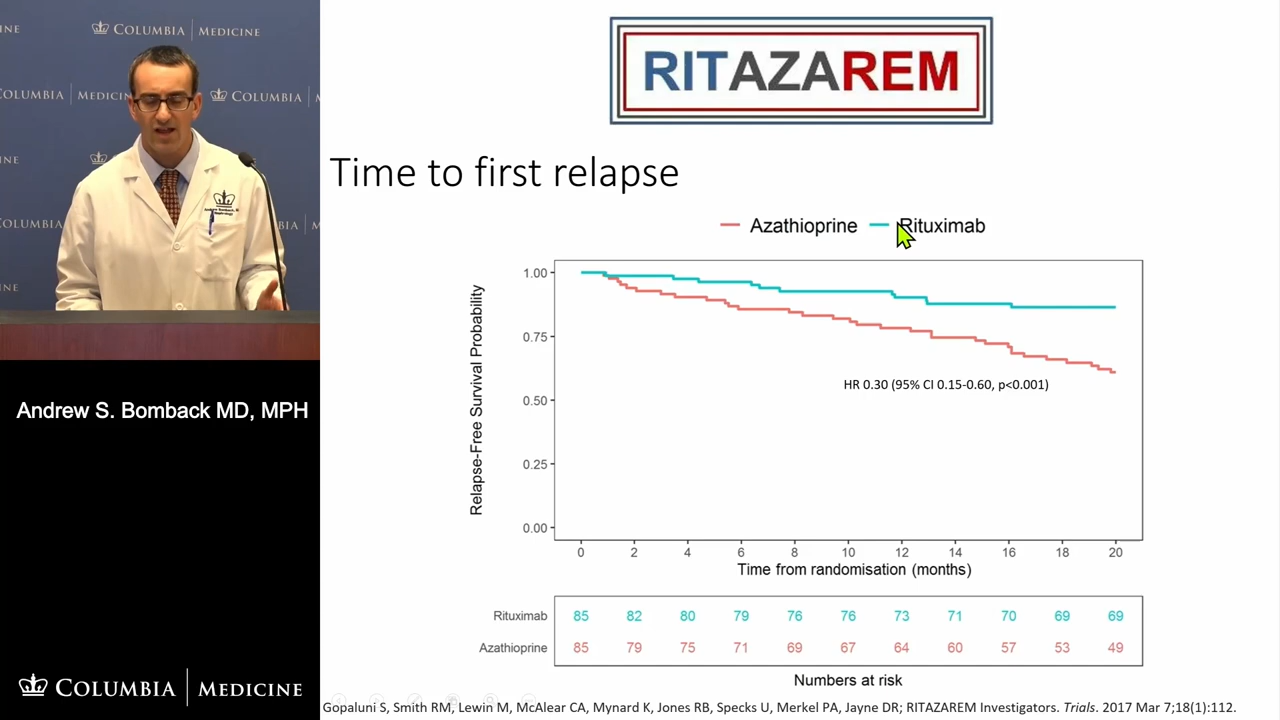 COLUMBIA | MEDICINE
COLUMBIA | MEDICIN
COLUMBIA
Andrew S. Bomback MD, MPH
COLUMBIA | MEDICINE
RITAZAREM
Time to first relapse
Azathioprine Rituximab
Relapse-Free Survival Probability
1.00
0.75
0.50
0.25
0.00
HR 0.30 (95% CI 0.15-0.60, p<0.001)
0 2 4 6 8 10 12 14 16 18 20
Time from randomisation (months)
Rituximab 85 82 80 79 76 76 73 71 70 69 69
Azathioprine 85 79 75 71 69 67 64 60 57 53 49
Numbers at risk
Gopaluni S, Smith RM, Lewin M, McAlear CA, Mynard K, Jones RB, Specks U, Merkel PA, Jayne DR; RITAZAREM Investigators. Trials. 2017 Mar 7;18(1):112.